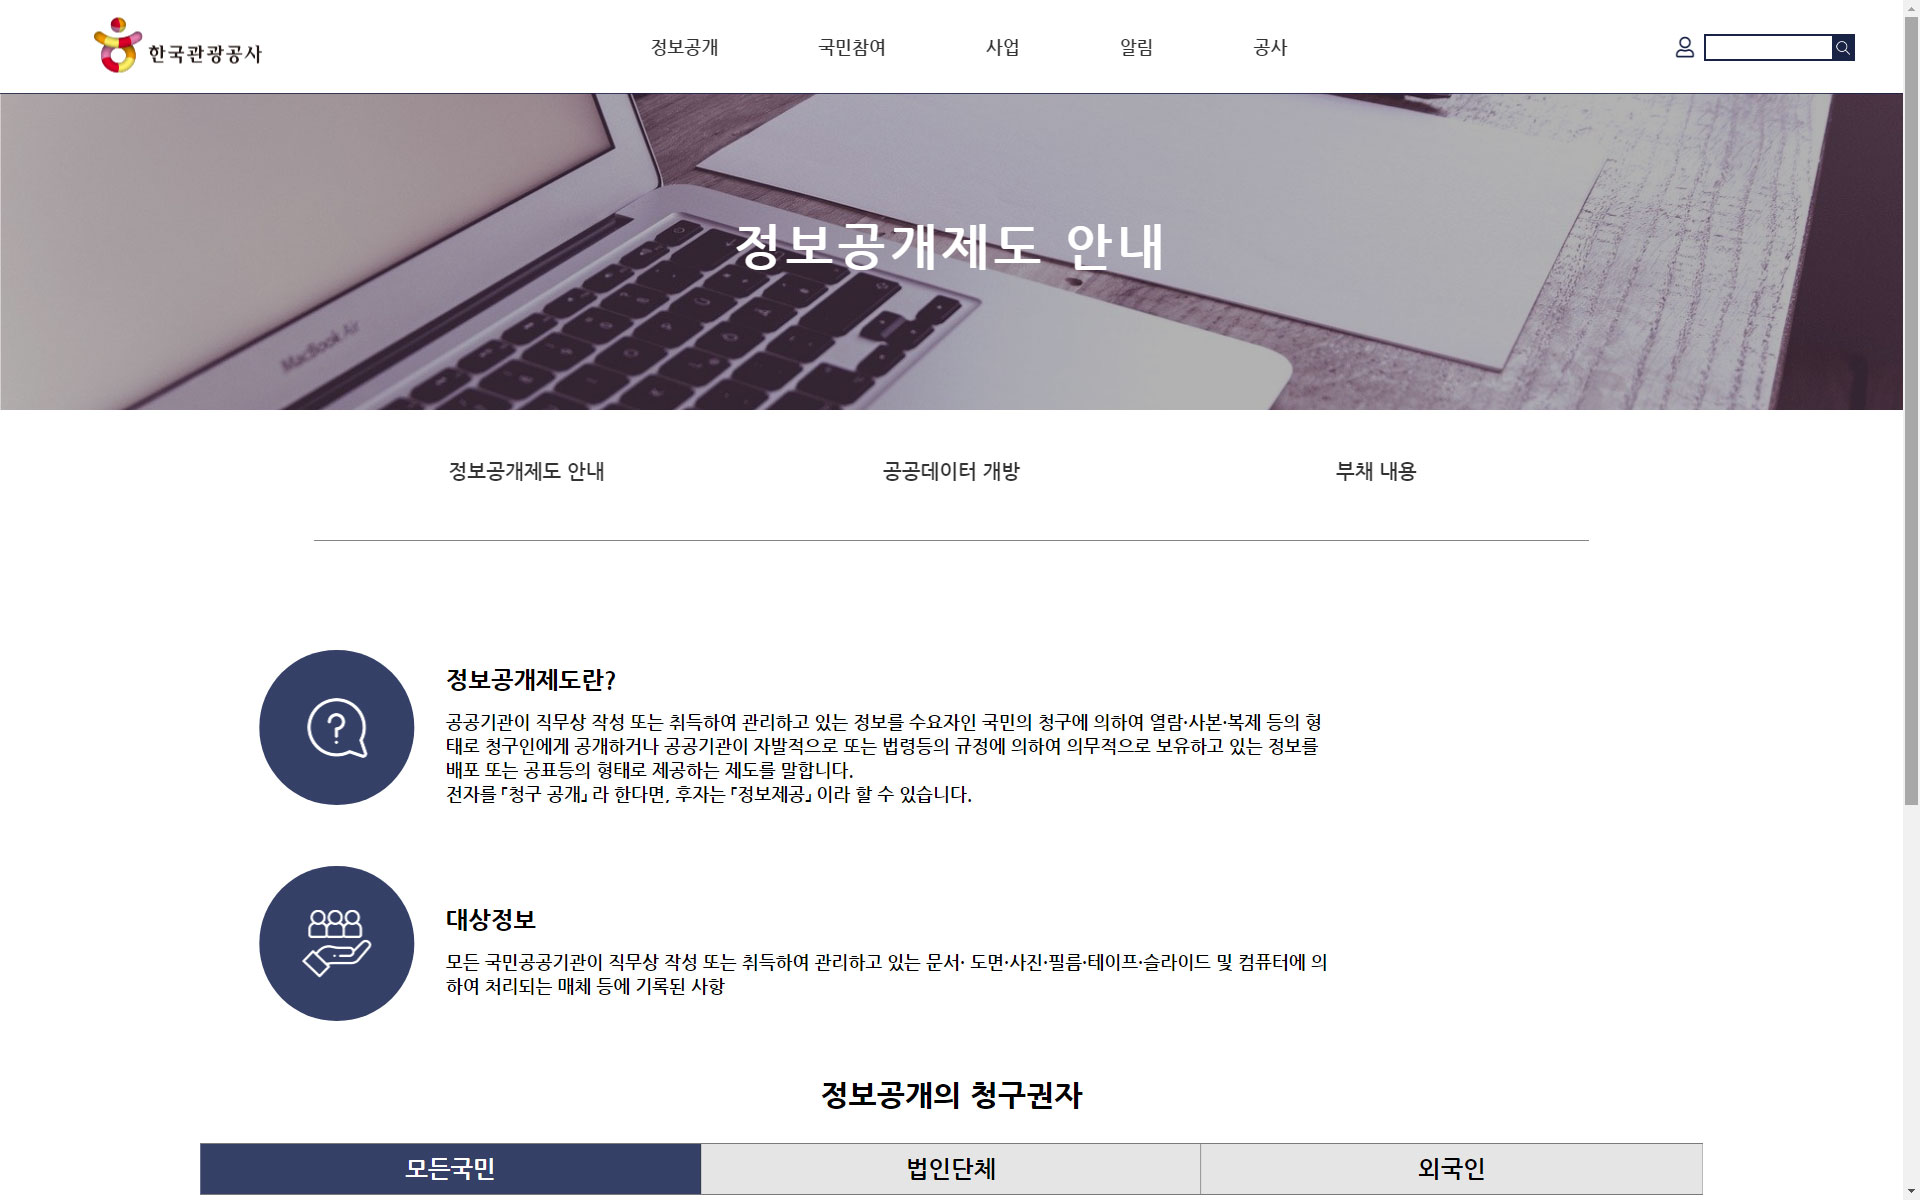 한국관광공사
정보공개 국민참여 사업 알림 공사
정보공개제도 안내
MacBook Air
정보공개제도 안내 공공데이터 개방 부채 내용
정보공개제도란?
공공기관이 직무상 작성 또는 취득하여 관리하고 있는 정보를 수요자인 국민의 청구에 의하여 열람·사본·복제 등의 형
태로 청구인에게 공개하거나 공공기관이 자발적으로 또는 법령등의 규정에 의하여 의무적으로 보유하고 있는 정보를
배포 또는 공표등의 형태로 제공하는 제도를 말합니다.
전자를 「청구 공개」 라 한다면, 후자는 「정보제공」 이라 할 수 있습니다.
대상정보
모든 국민공공기관이 직무상 작성 또는 취득하여 관리하고 있는 문서· 도면·사진·필름·테이프·슬라이드 및 컴퓨터에 의
하여 처리되는 매체 등에 기록된 사항
정보공개의 청구권자
모든국민 법인단체 외국인